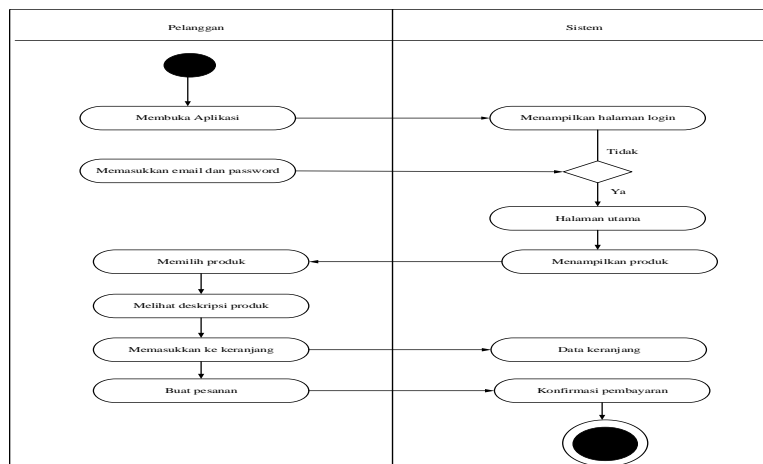 Pelanggan
Sistem
Membuka Aplikasi
Menampilkan halaman login
Tidak
Memasukkan email dan password
Ya
Halaman utama
Memilih produk
Menampilkan produk
Melihat deskripsi produk
Memasukkan ke keranjang
Data keranjang
Buat pesanan
Konfirmasi pembayaran